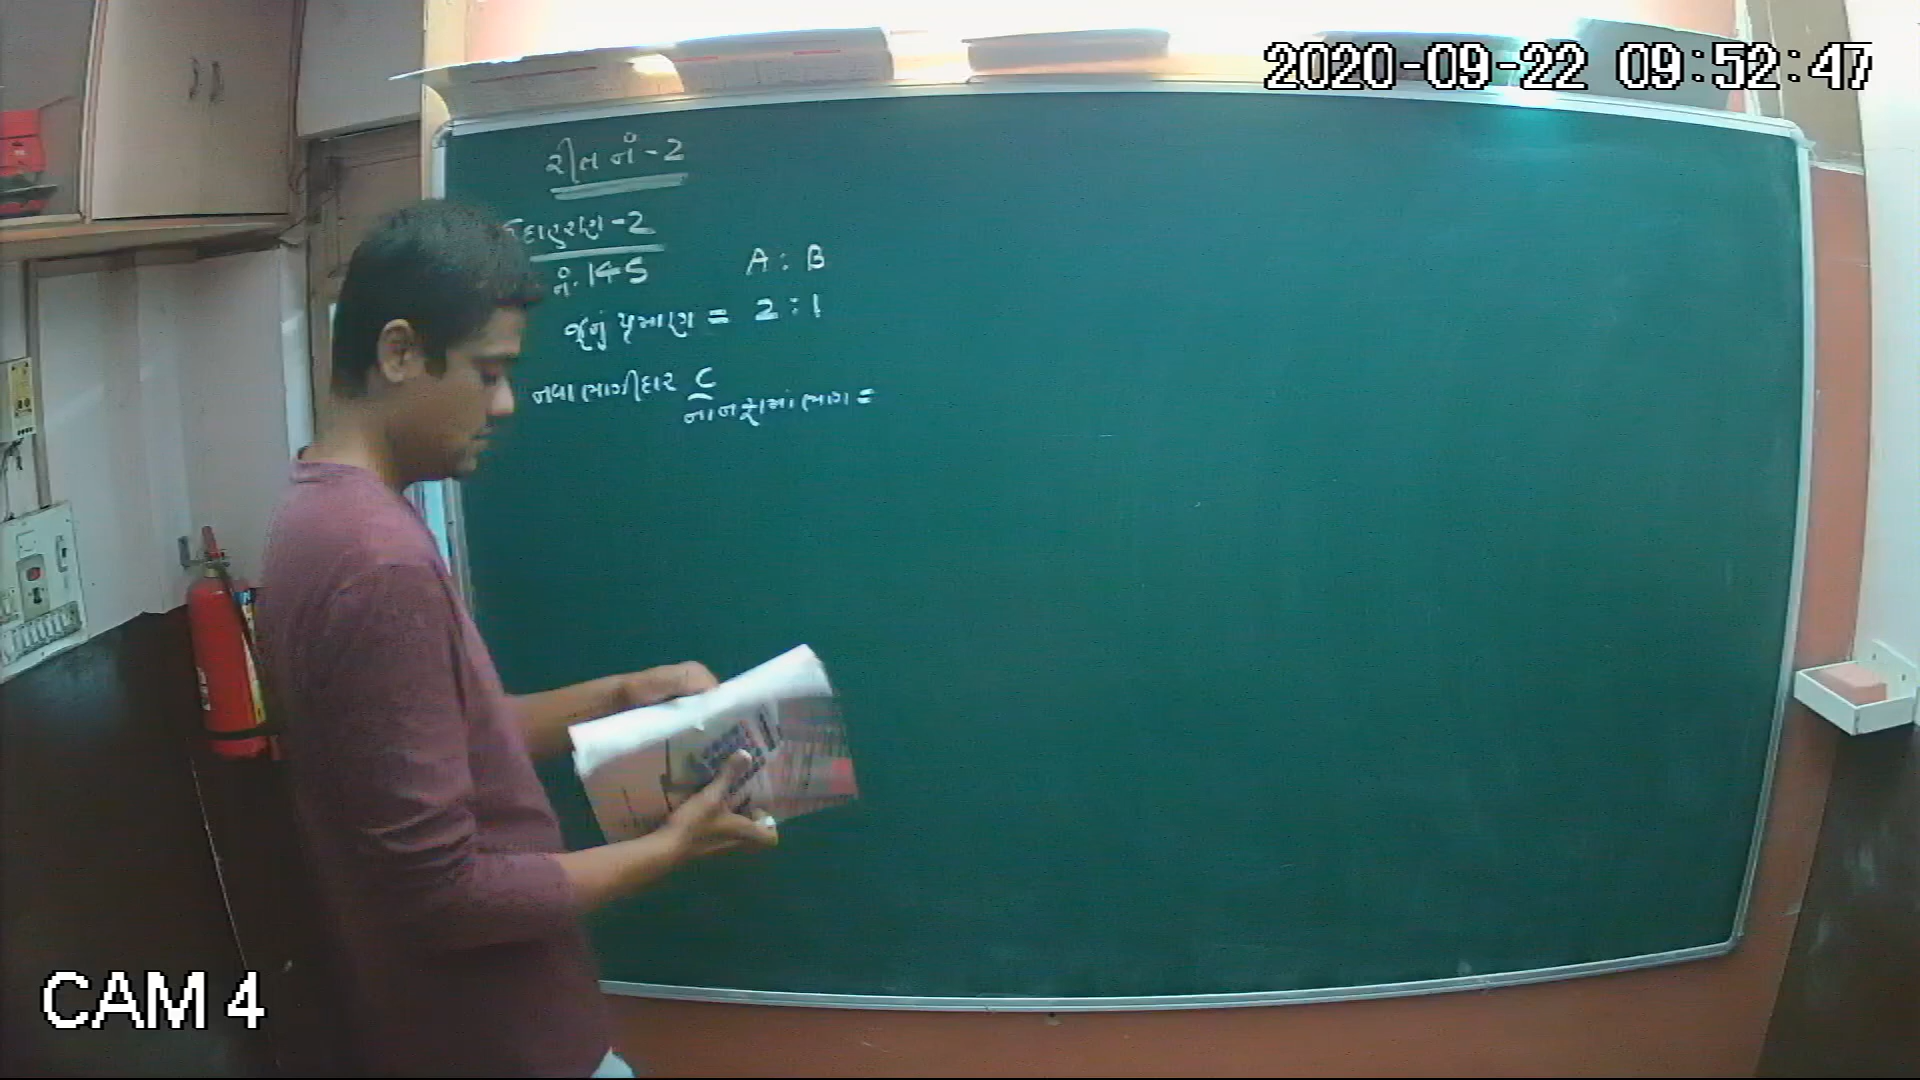 2020-09-22 09:52:47
રીત નં-2
ઉદાહરણ-2
નં. 145
A : B
જૂનું પ્રમાણ = 2 : 1
નવા ભાગીદાર C
ના નફામાં ભાગ =
CAM 4